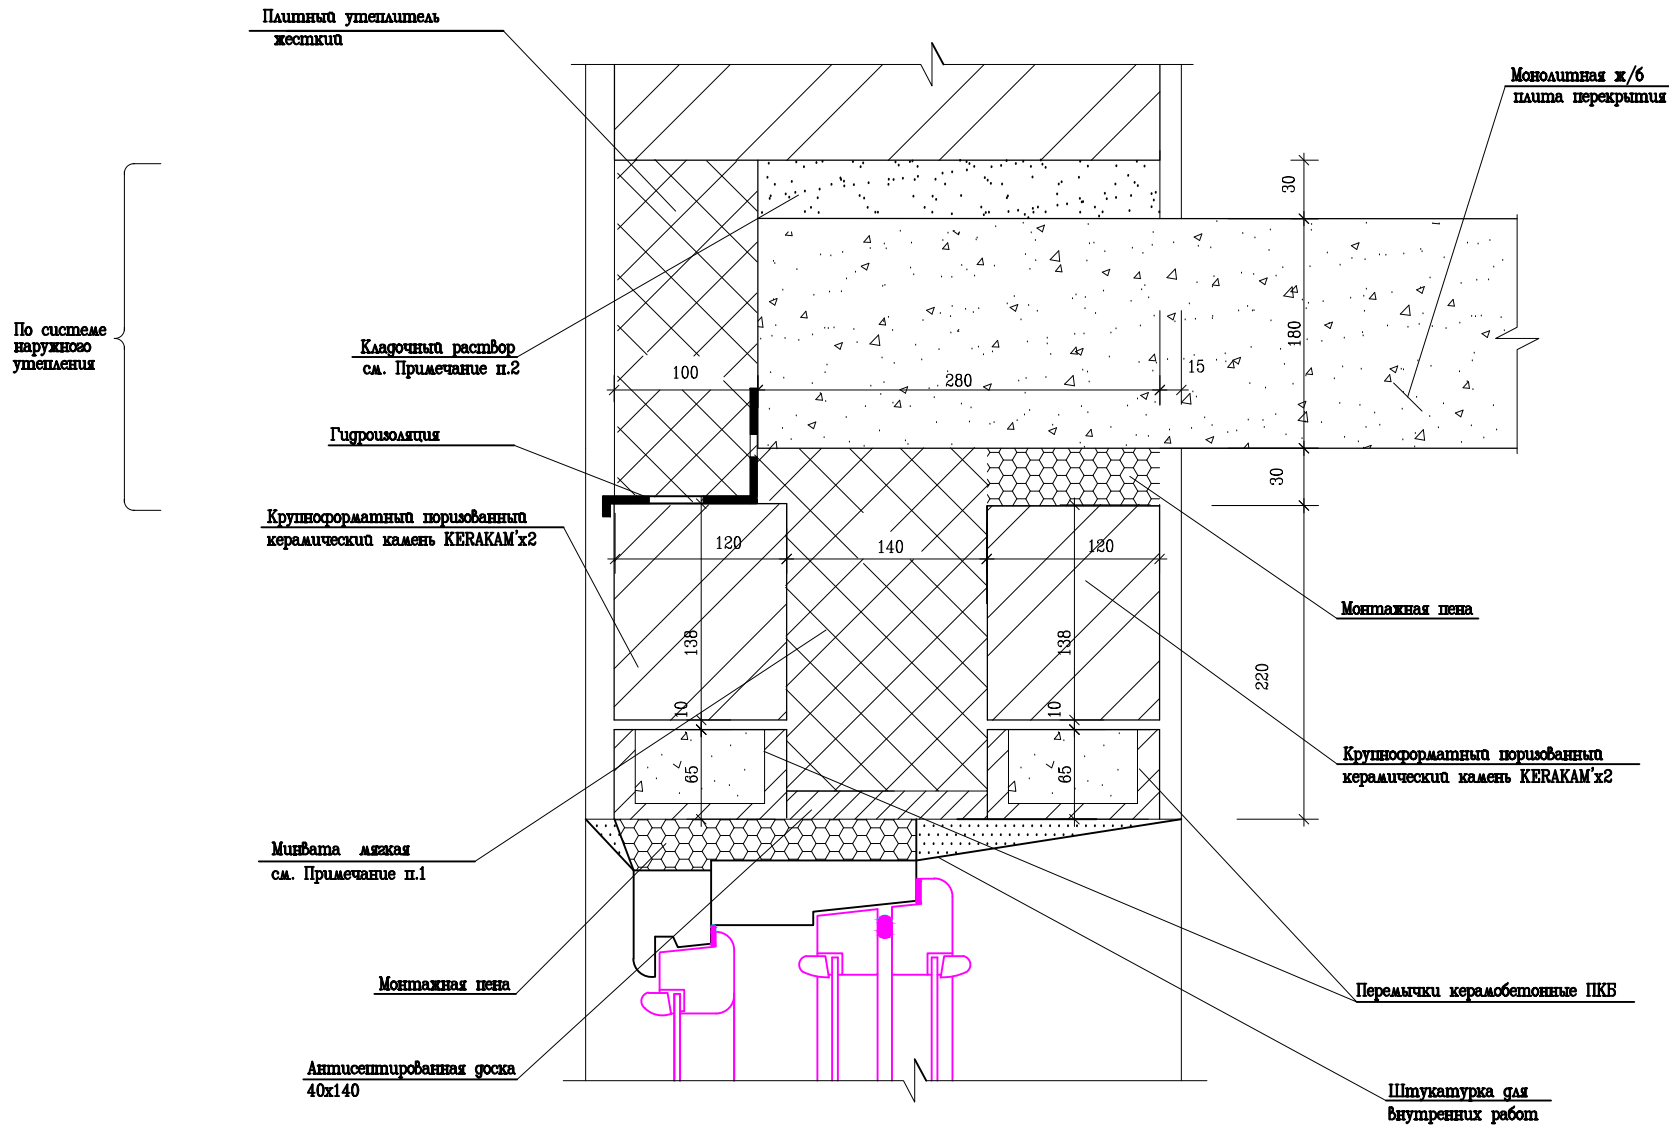 Плитный утеплитель
жесткий
Монолитная ж/б
плита перекрытия
30
По системе
наружного
утепления
180
Кладочный раствор
см. Примечание п.2
100
280
15
Гидроизоляция
30
Крупноформатный поризованный
керамический камень KERAKAM'x2
120
140
120
Монтажная пена
138
138
220
10
10
Крупноформатный поризованный
керамический камень KERAKAM'x2
65
65
Минвата мягкая
см. Примечание п.1
Монтажная пена
Перемычки керамобетонные ПКБ
Антисептированная доска
40x140
Штукатурка для
внутренних работ